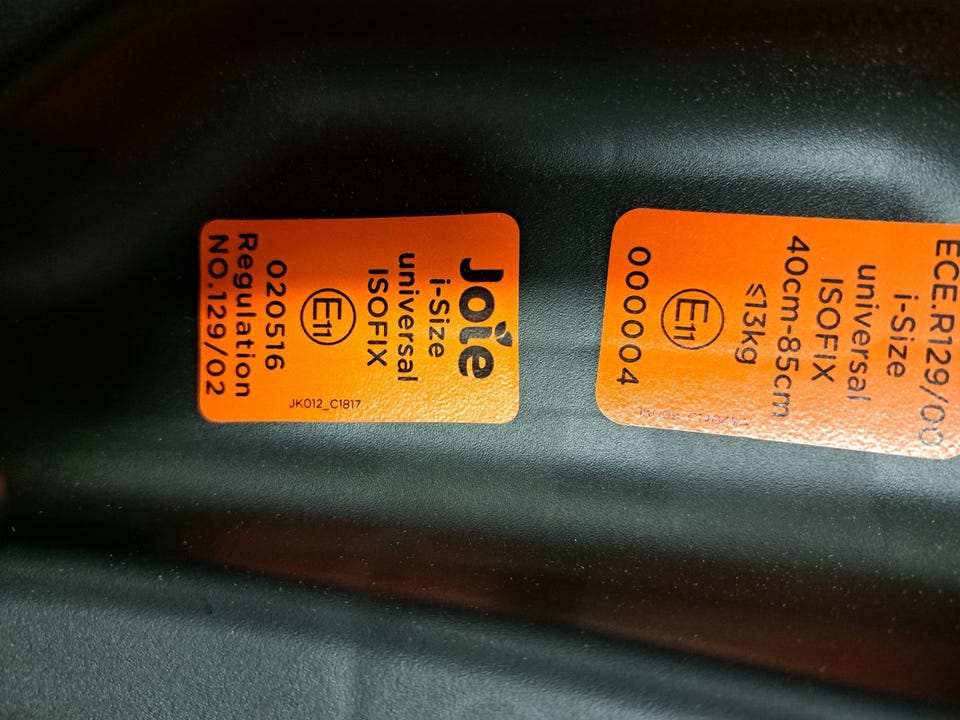 ECE.R129/00
i-Size
universal
ISOFIX
40cm-85cm
≤13kg
E11
000004
Joie
i-Size
universal
ISOFIX
E11
020516
Regulation
NO.129/02
JK012_C1817